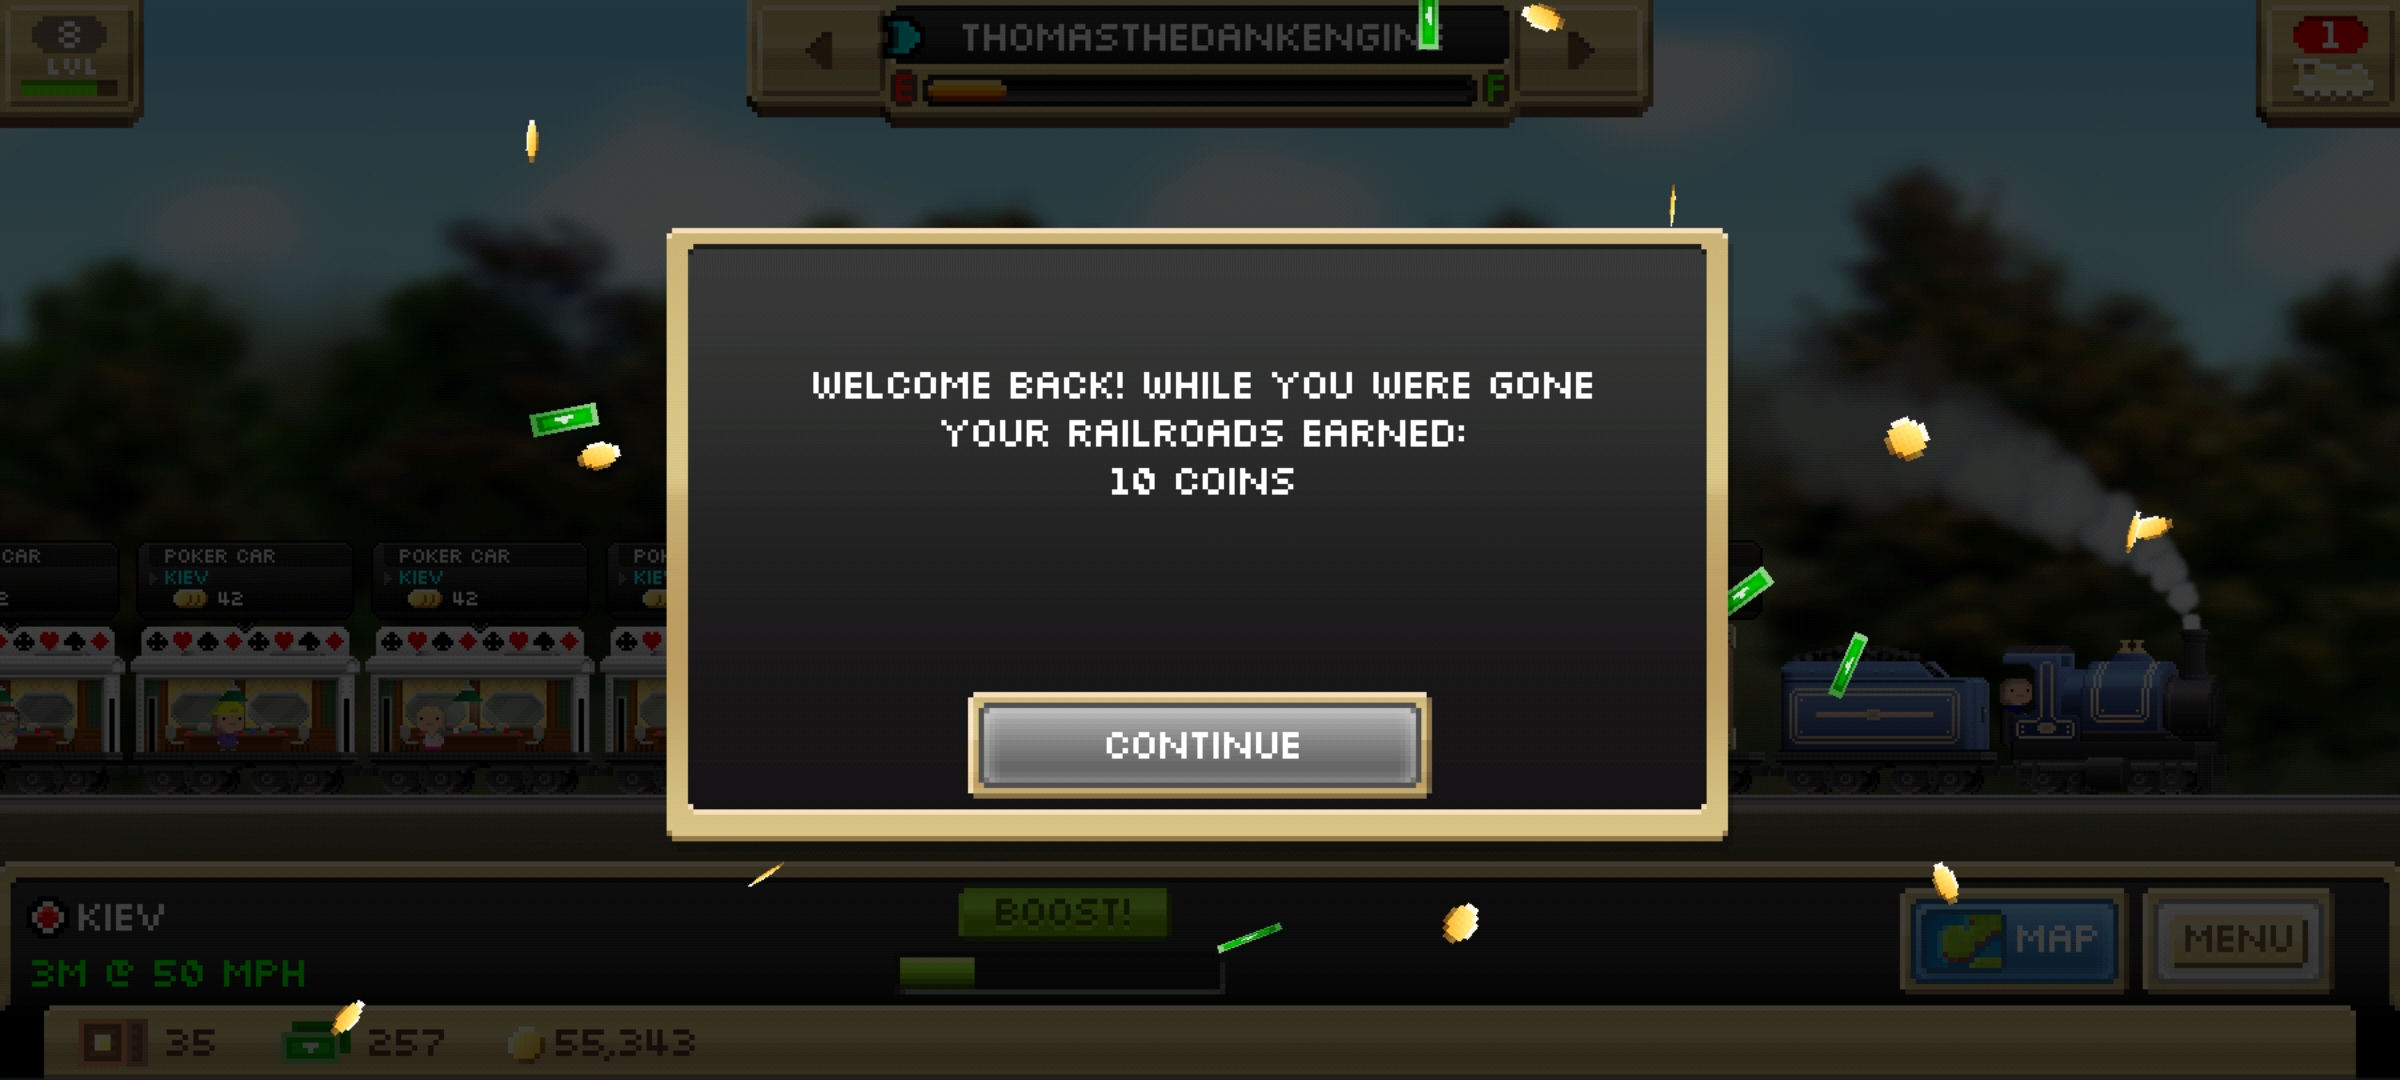 8
LVL
THOMASTHEDANKENGIN
E
F
1
WELCOME BACK! WHILE YOU WERE GONE
YOUR RAILROADS EARNED:
10 COINS
CAR
POKER CAR
KIEV
42
POKER CAR
KIEV
42
CONTINUE
KIEV
3M @ 50 MPH
BOOST!
MAP
MENU
35
257
55,343